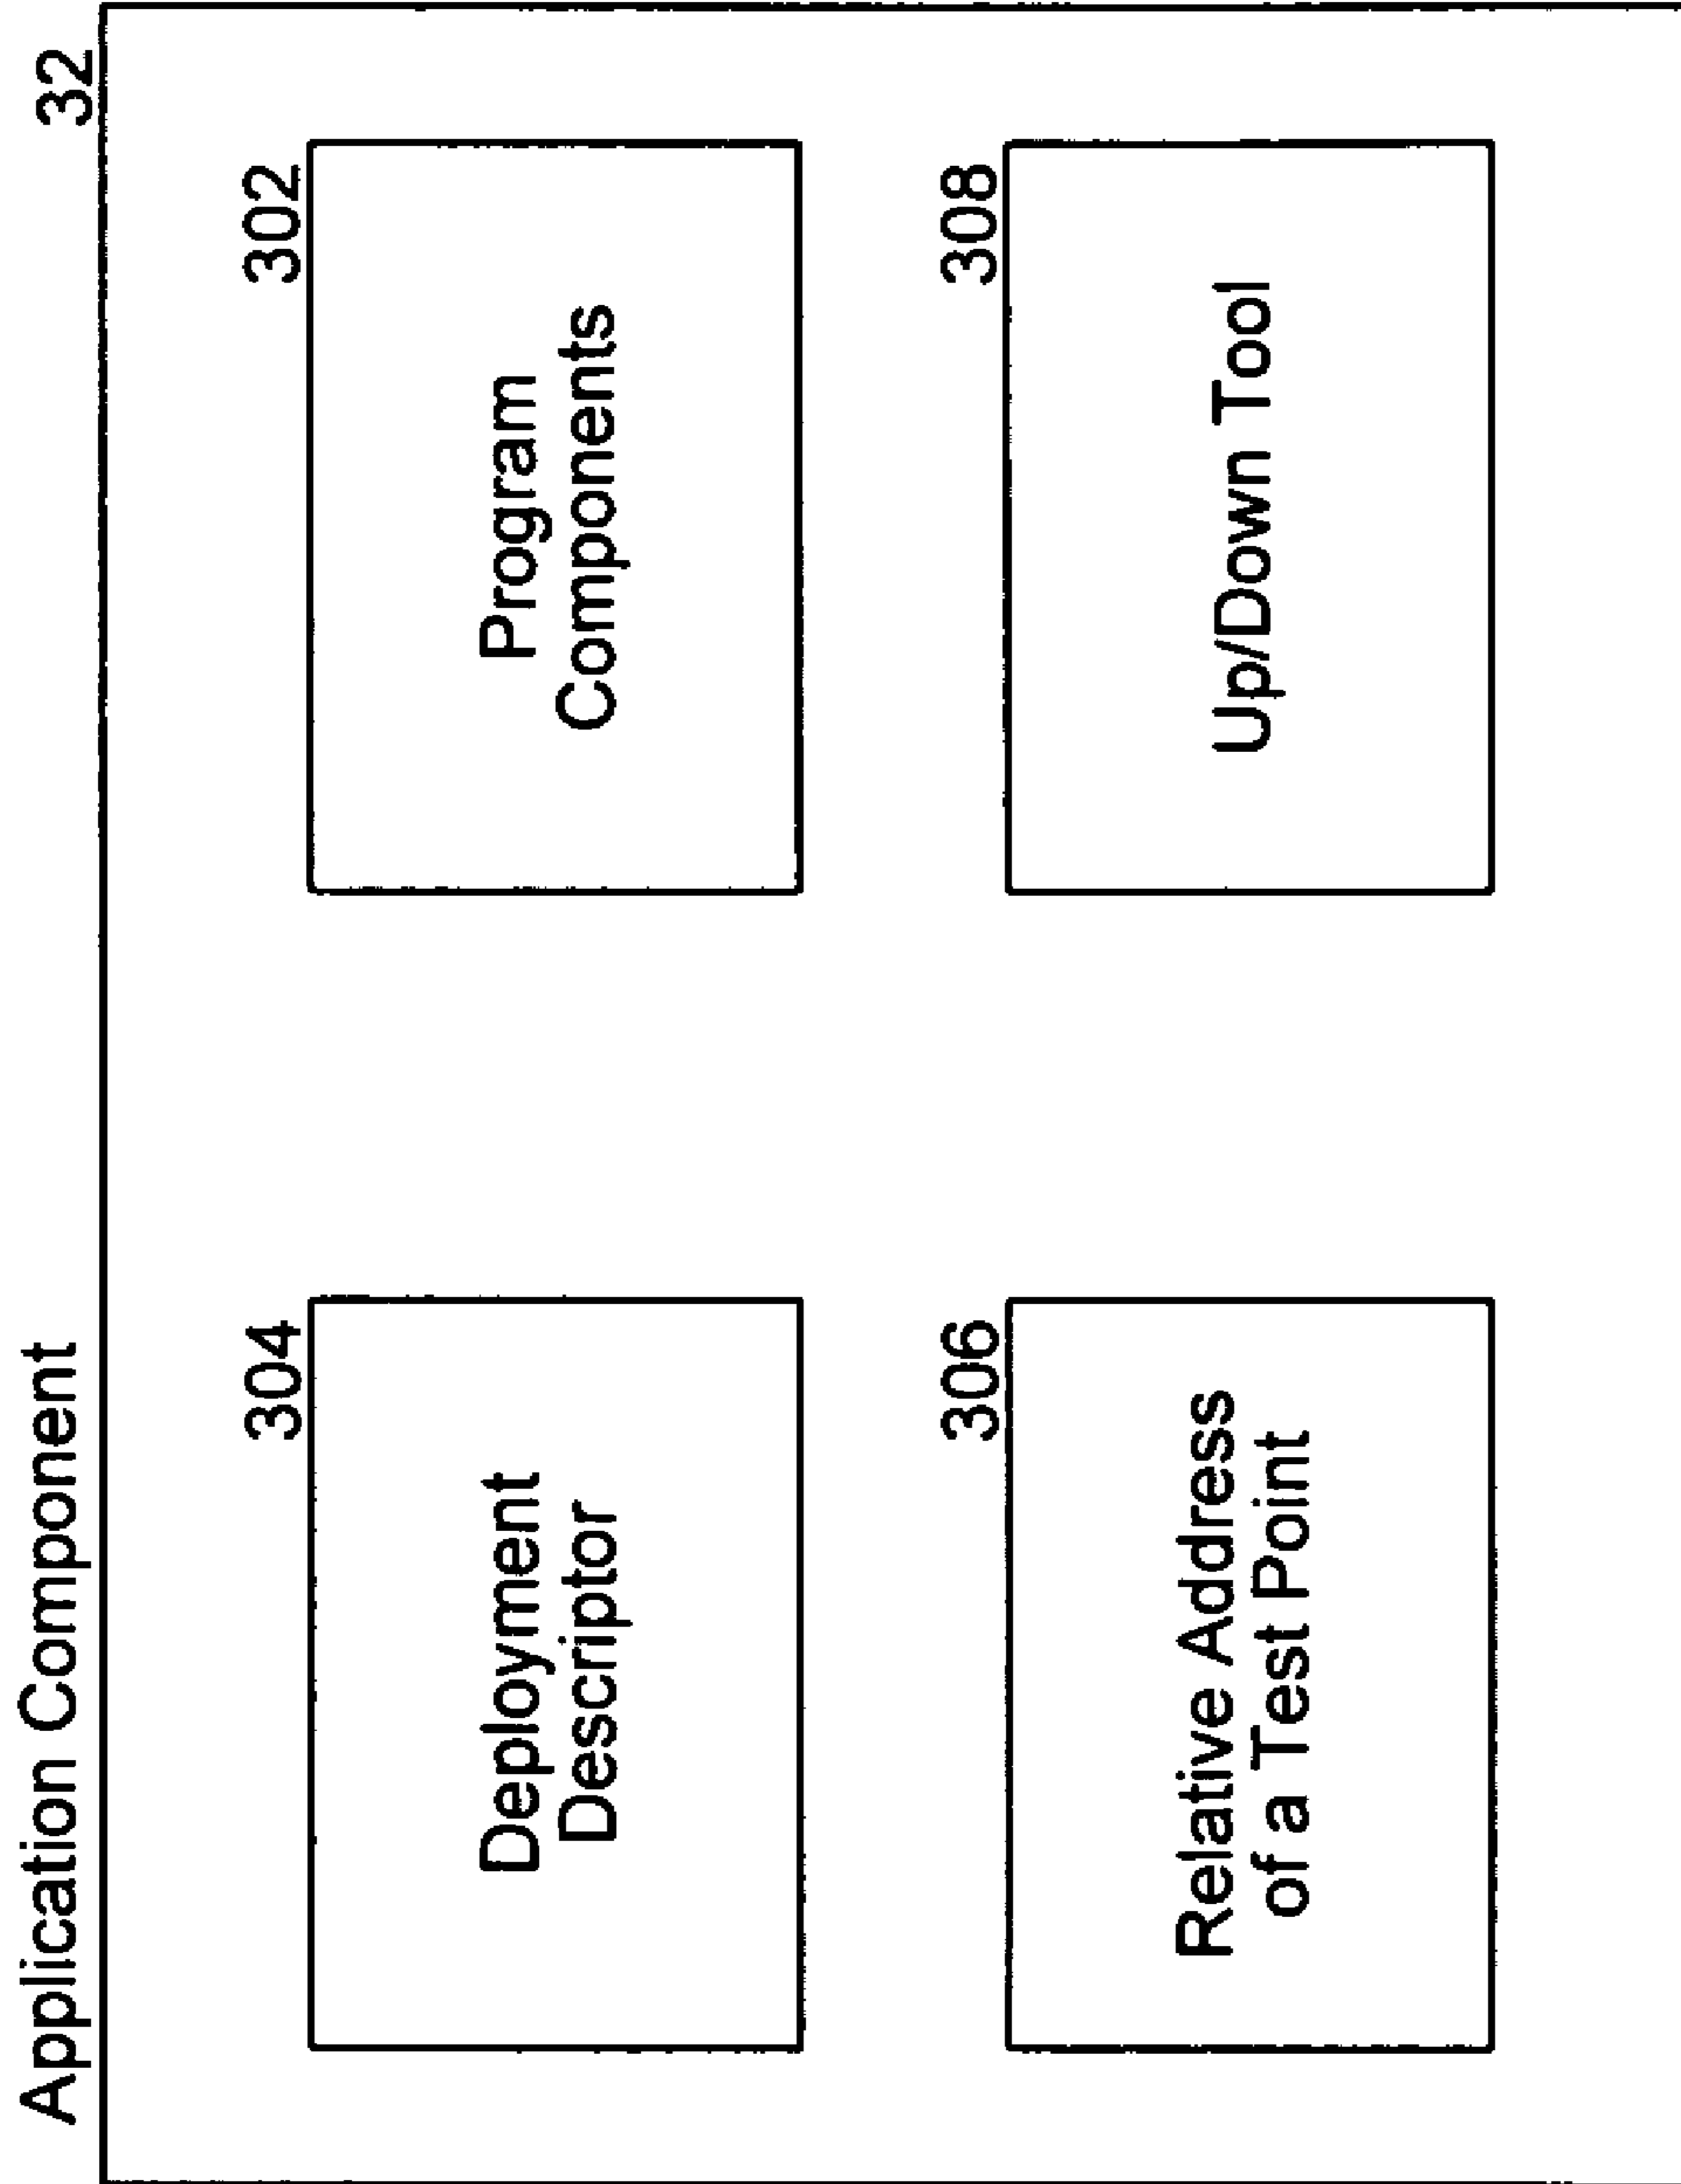 Application Component
32
304
Deployment
Descriptor
302
Program
Components
306
Relative Address
of a Test Point
308
Up/Down Tool